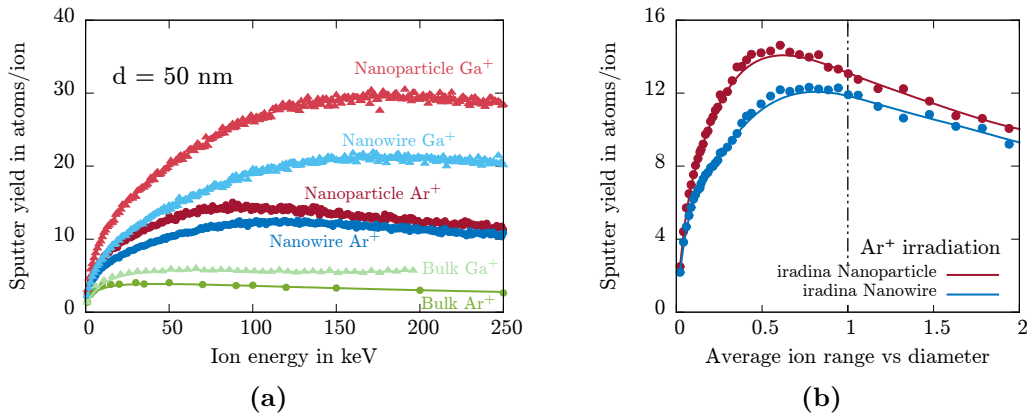 40
30
20
10
0
0
50
100
150
200
250
Sputter yield in atoms/ion
Ion energy in keV
d = 50 nm
Nanoparticle Ga+
Nanowire Ga+
Nanoparticle Ar+
Nanowire Ar+
Bulk Ga+
Bulk Ar+
(a)
16
12
8
4
0
0
0.5
1
1.5
2
Sputter yield in atoms/ion
Average ion range vs diameter
Ar+ irradiation
iradina Nanoparticle
iradina Nanowire
(b)